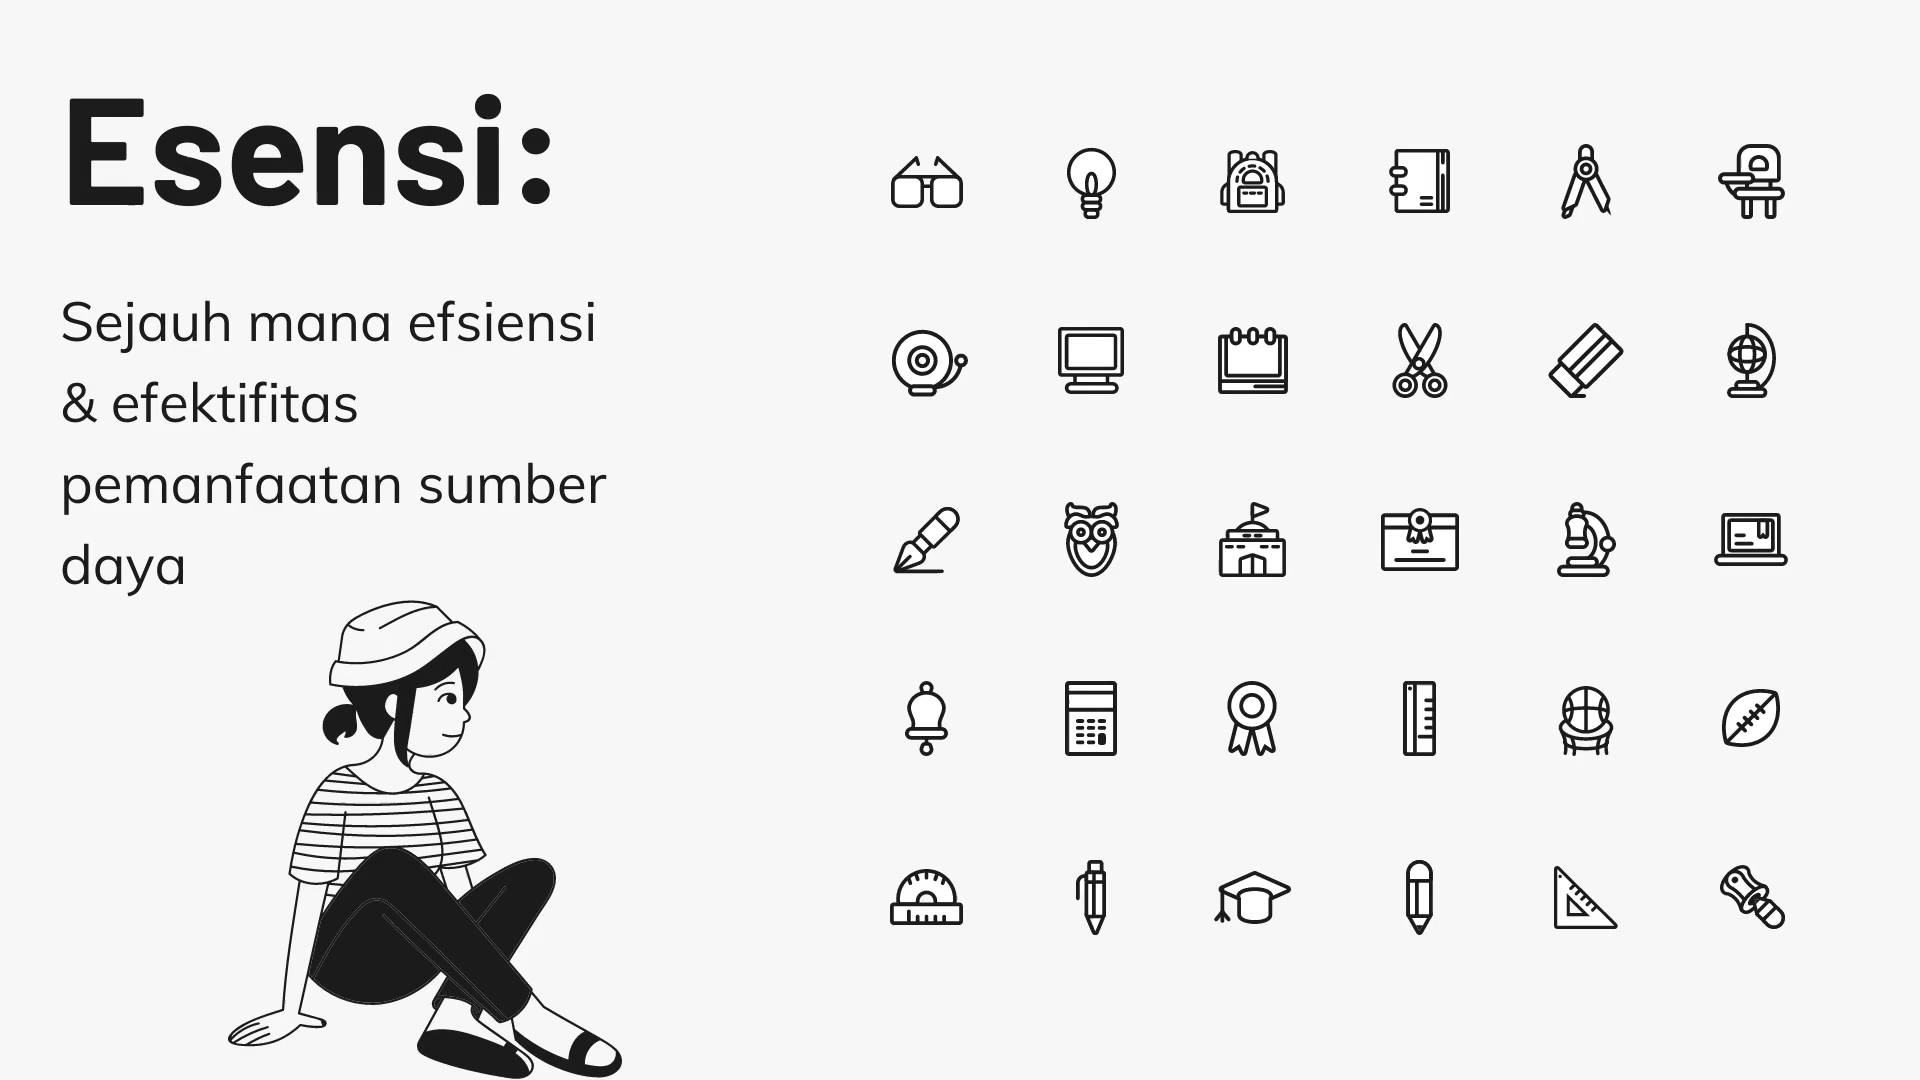 Esensi:
Sejauh mana efsiensi
& efektifitas
pemanfaatan sumber
daya